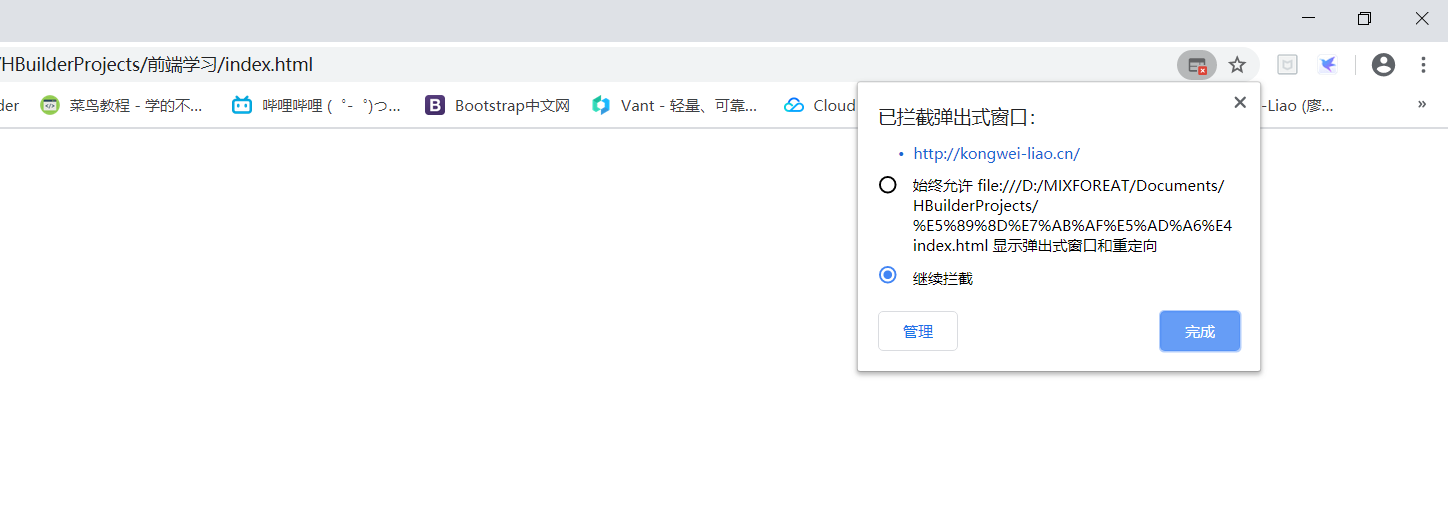 /HBuilderProjects/前端学习/index.html
der
菜鸟教程 - 学的不...
哔哩哔哩 ( ゜- ゜)つ...
B
Bootstrap中文网
Vant - 轻量、可靠...
Cloud
-Liao (廖...
»
已拦截弹出式窗口：
• http://kongwei-liao.cn/
始终允许 file:///D:/MIXFOREAT/Documents/
HBuilderProjects/
%E5%89%8D%E7%AB%AF%E5%AD%A6%E4
index.html 显示弹出式窗口和重定向
继续拦截
管理
完成